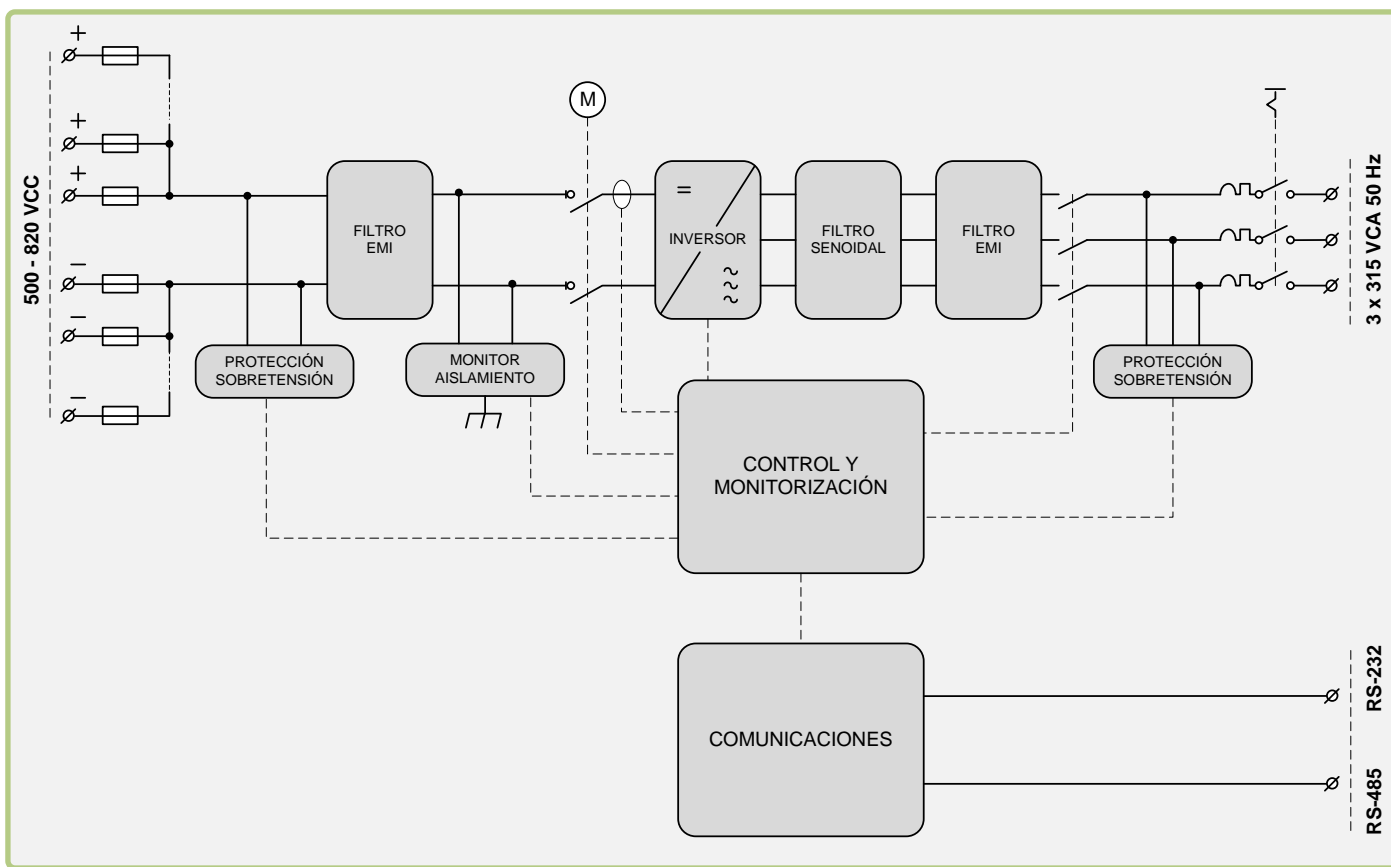 500 - 820 VCC
+
+
+
−
−
−
M
FILTRO
EMI
PROTECCIÓN
SOBRETENSIÓN
MONITOR
AISLAMIENTO
=
INVERSOR
~
~
~
FILTRO
SENOIDAL
FILTRO
EMI
PROTECCIÓN
SOBRETENSIÓN
3 x 315 VCA 50 Hz
CONTROL Y
MONITORIZACIÓN
COMUNICACIONES
RS-232
RS-485